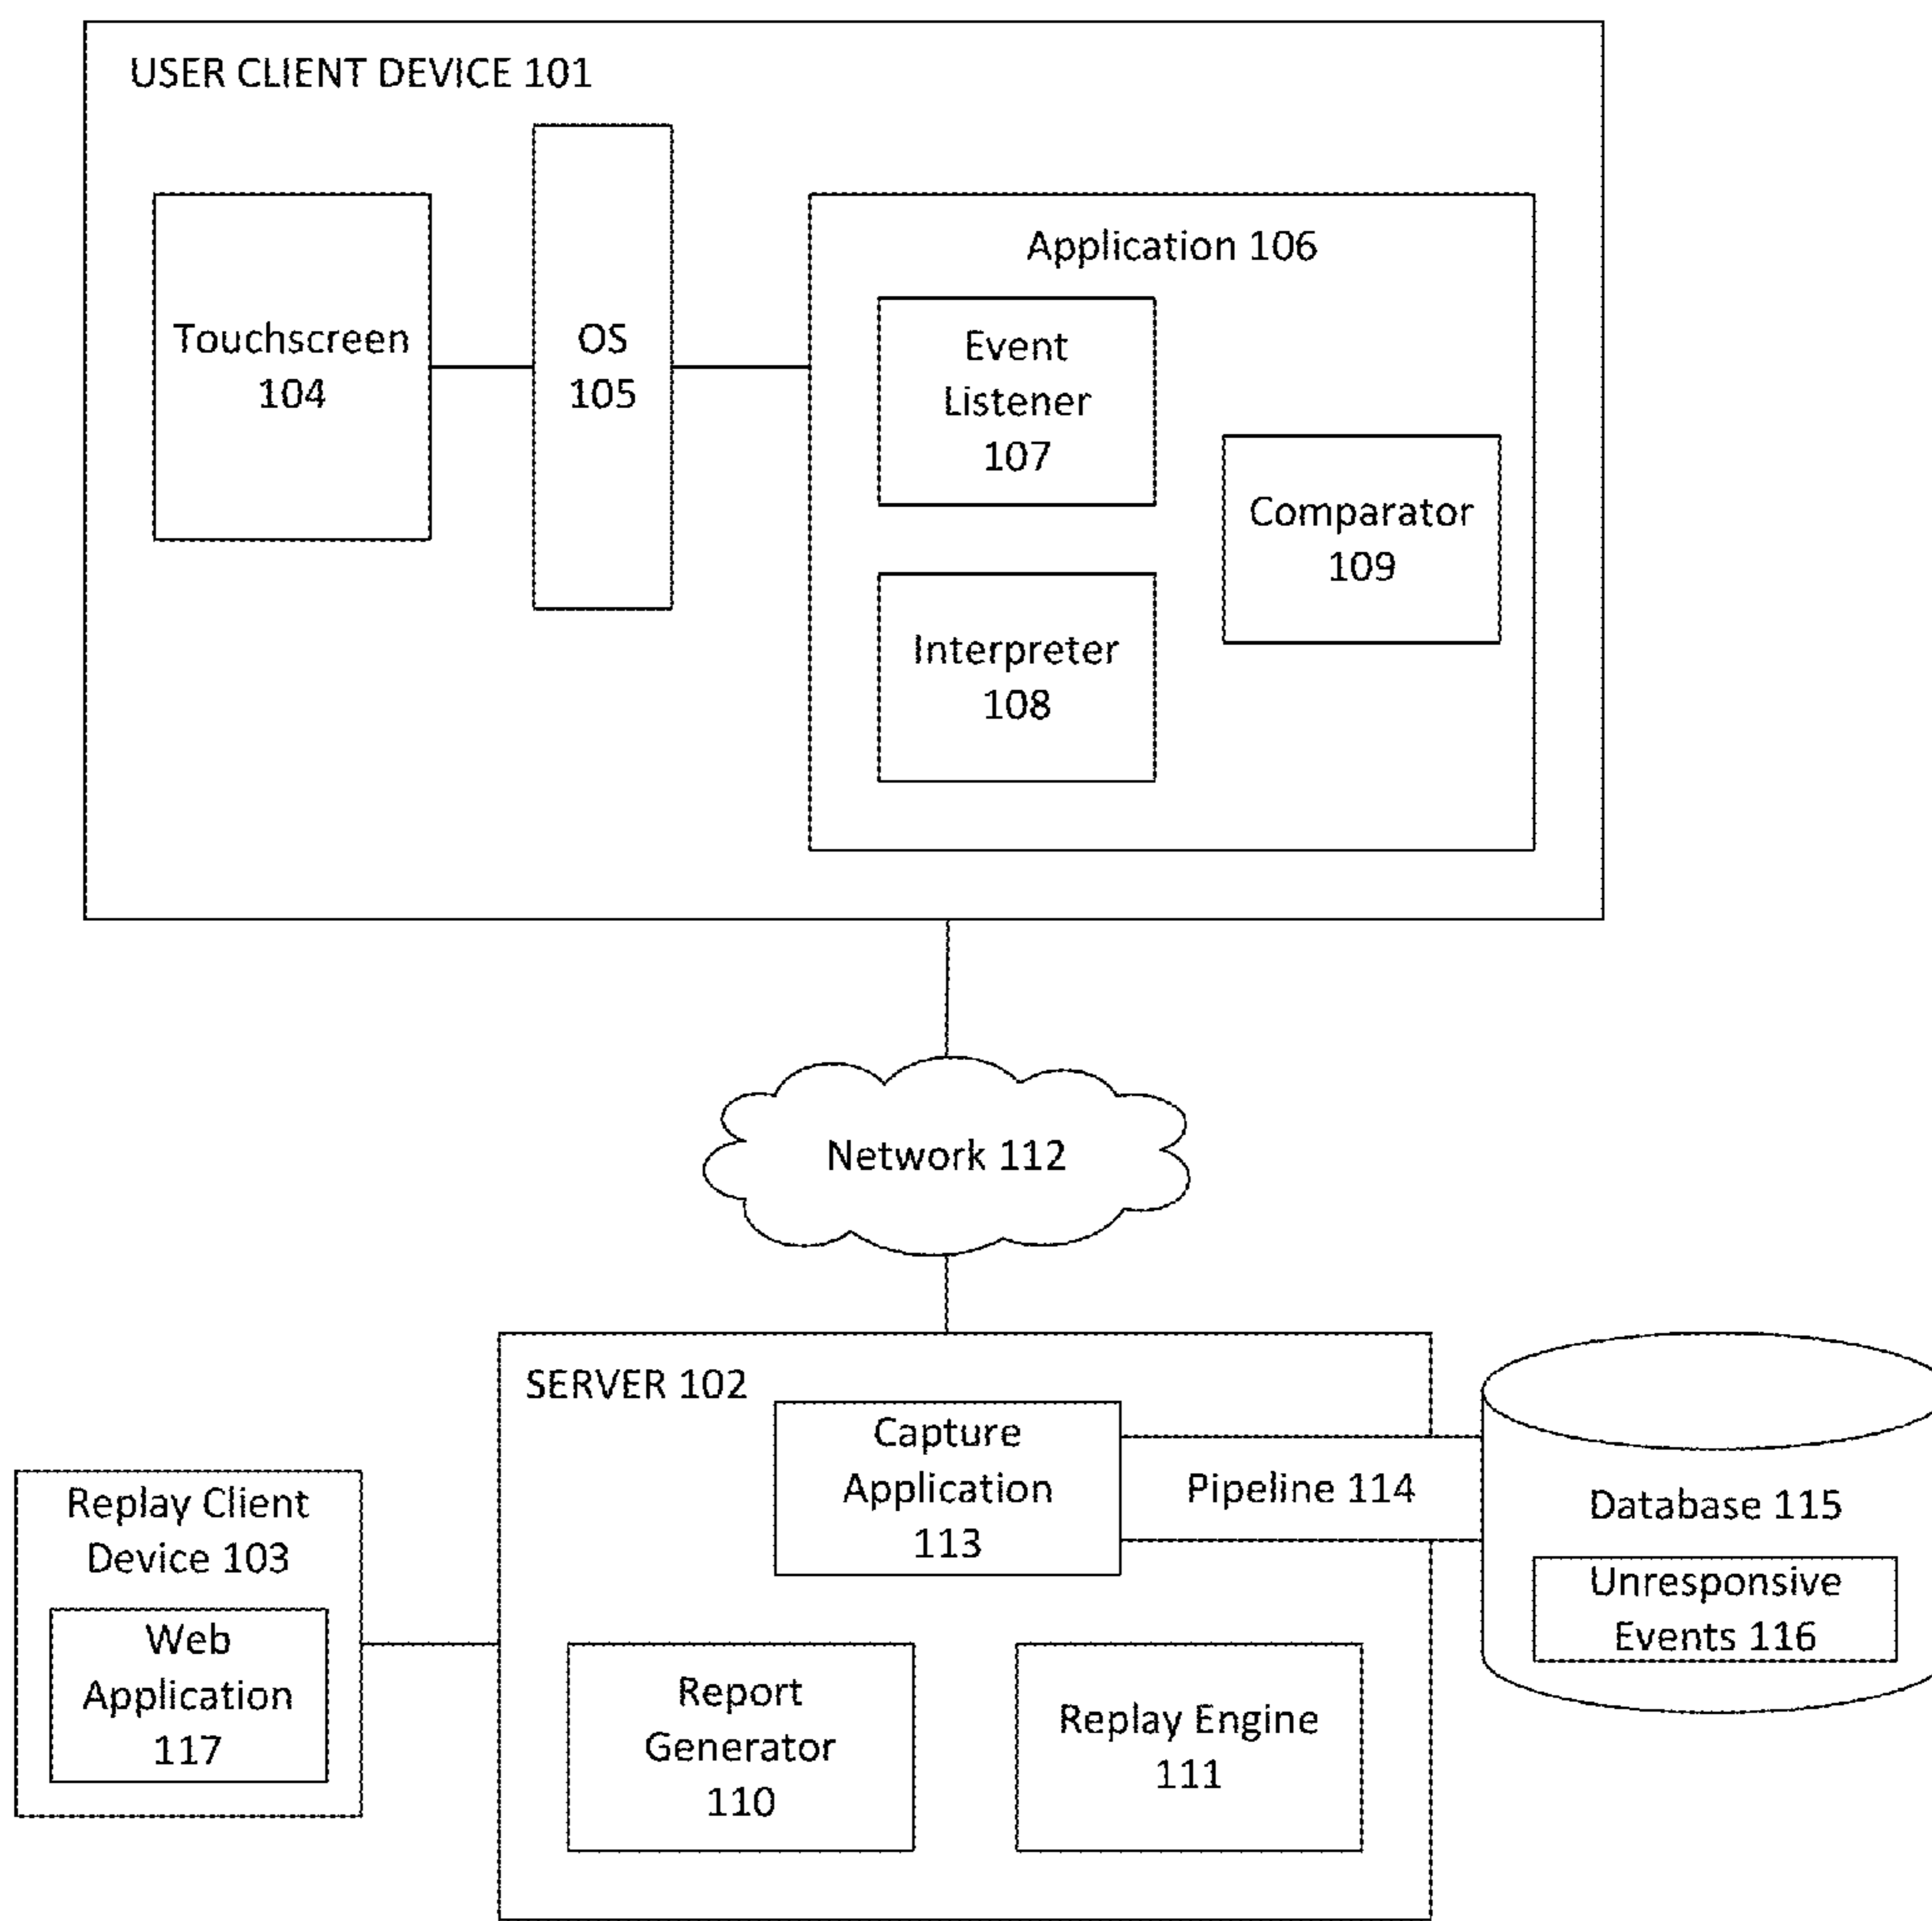 USER CLIENT DEVICE 101
Touchscreen
104
OS
105
Application 106
Event
Listener
107
Comparator
109
Interpreter
108
Network 112
SERVER 102
Capture
Application
113
Pipeline 114
Database 115
Unresponsive
Events 116
Replay Client
Device 103
Web
Application
117
Report
Generator
110
Replay Engine
111